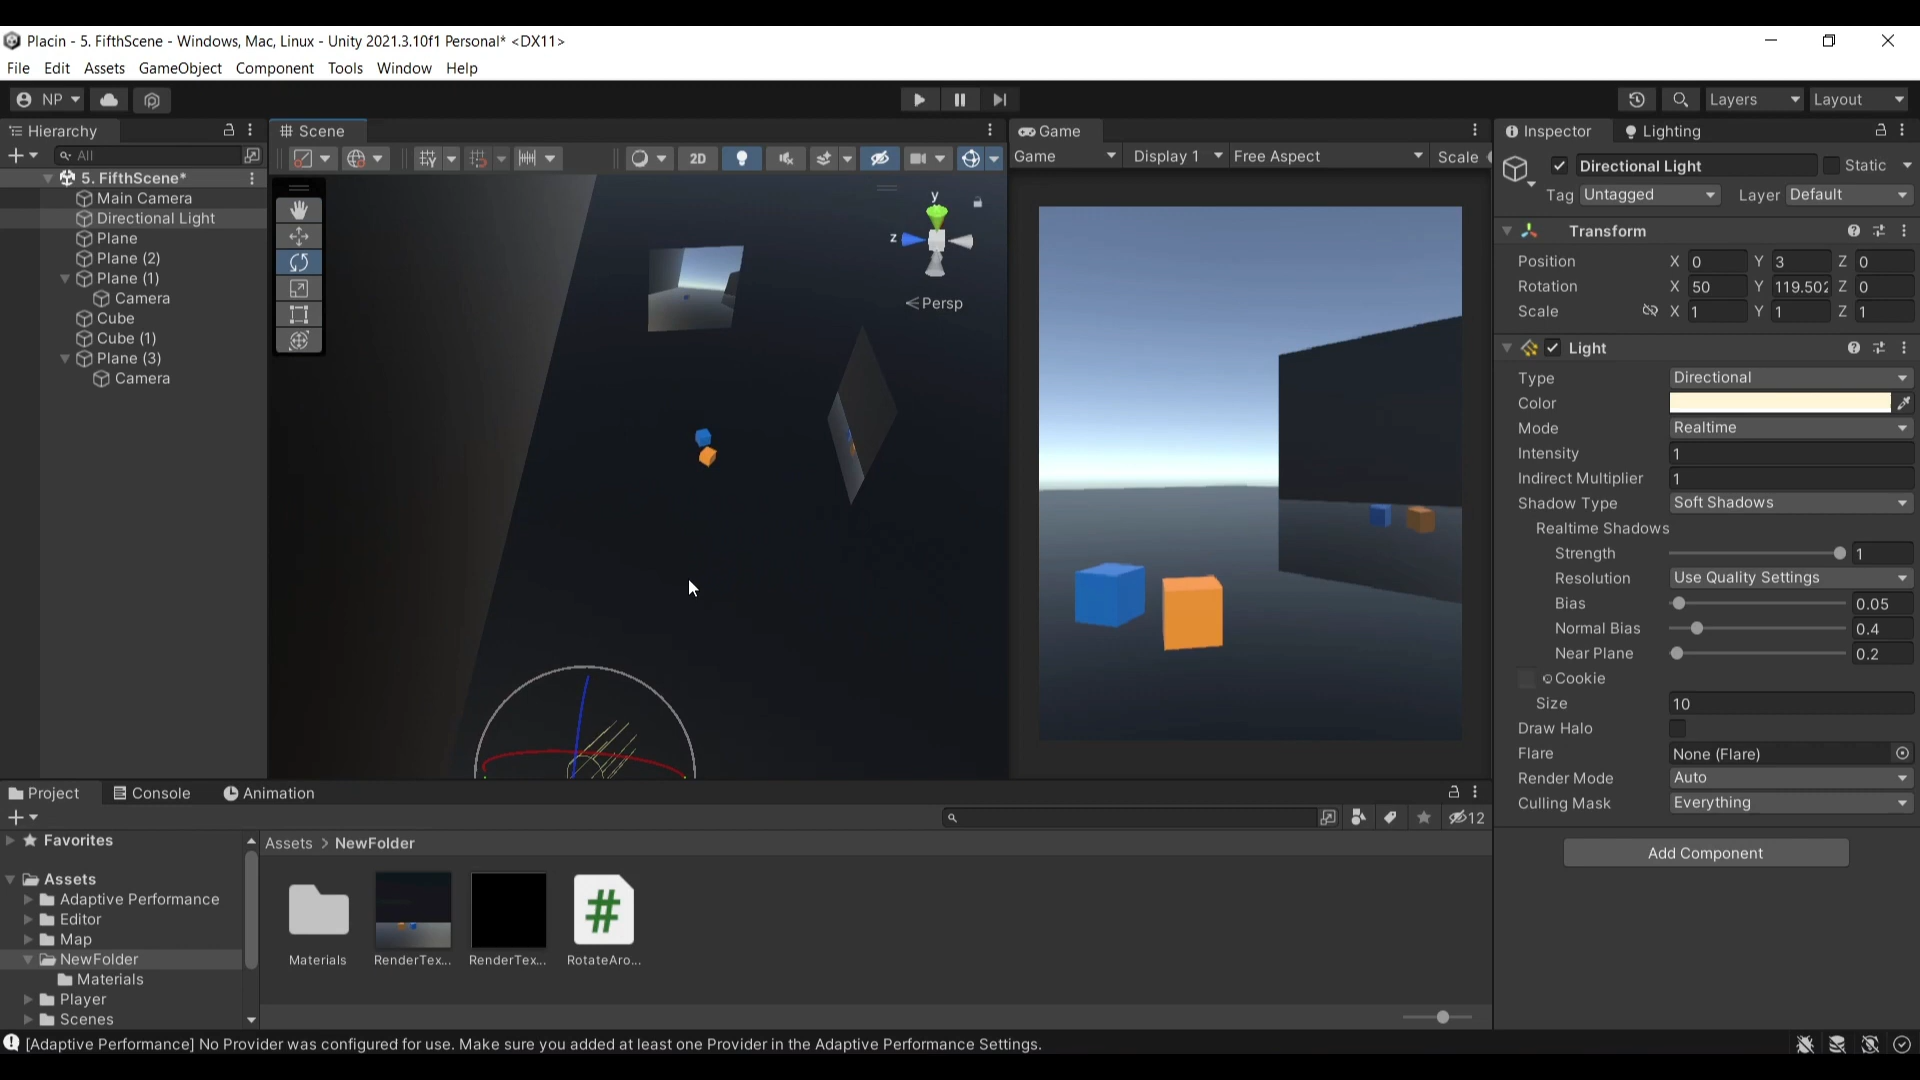 Placin - 5. FifthScene - Windows, Mac, Linux - Unity 2021.3.10f1 Personal* <DX11>
File Edit Assets GameObject Component Tools Window Help
NP Layers Layout
Hierarchy
All
5. FifthScene*
Main Camera
Directional Light
Plane
Plane (2)
Plane (1)
Camera
Cube
Cube (1)
Plane (3)
Camera
Scene
2D
y
z
Persp
Game
Game Display 1 Free Aspect Scale
Inspector Lighting
Directional Light Static
Tag Untagged Layer Default
Transform
Position X 0 Y 3 Z 0
Rotation X 50 Y 119.502 Z 0
Scale X 1 Y 1 Z 1
Light
Type Directional
Color
Mode Realtime
Intensity 1
Indirect Multiplier 1
Shadow Type Soft Shadows
Realtime Shadows
Strength 1
Resolution Use Quality Settings
Bias 0.05
Normal Bias 0.4
Near Plane 0.2
Cookie
Size 10
Draw Halo
Flare None (Flare)
Render Mode Auto
Culling Mask Everything
Add Component
Project Console Animation
12
Favorites
Assets
Adaptive Performance
Editor
Map
NewFolder
Materials
Player
Scenes
Assets > NewFolder
Materials RenderTex... RenderTex... RotateAro...
[Adaptive Performance] No Provider was configured for use. Make sure you added at least one Provider in the Adaptive Performance Settings.